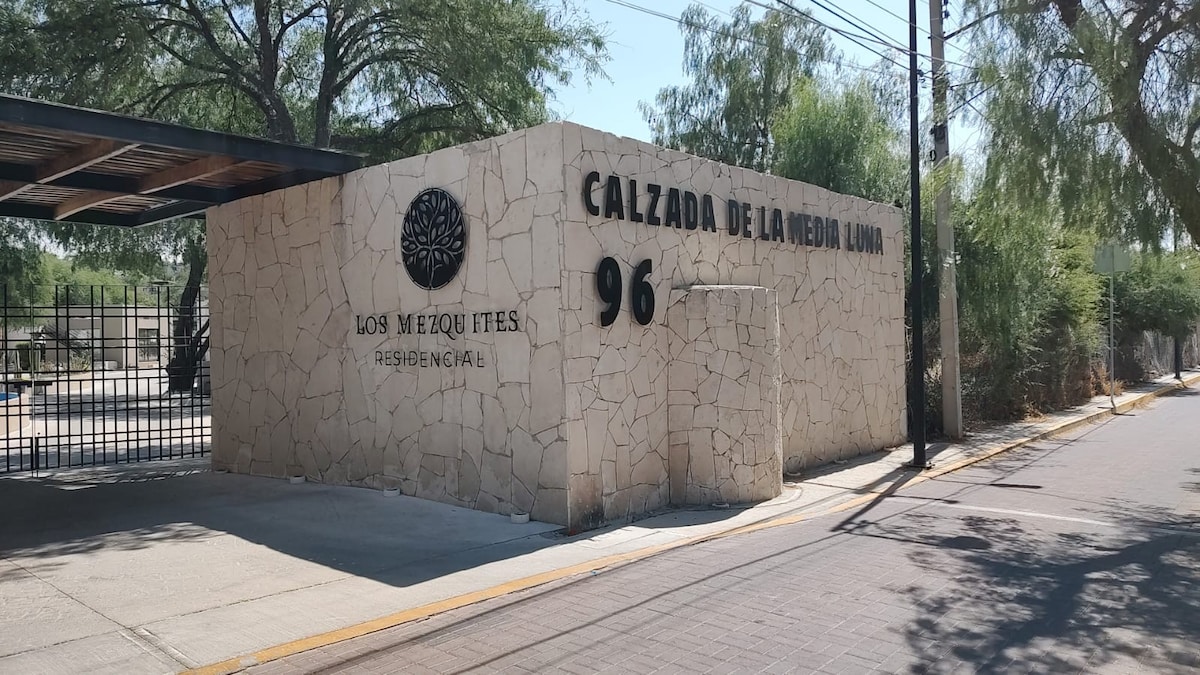 LOS MEZQUITES
RESIDENCIAL
CALZADA DE LA MEDIA LUNA
96